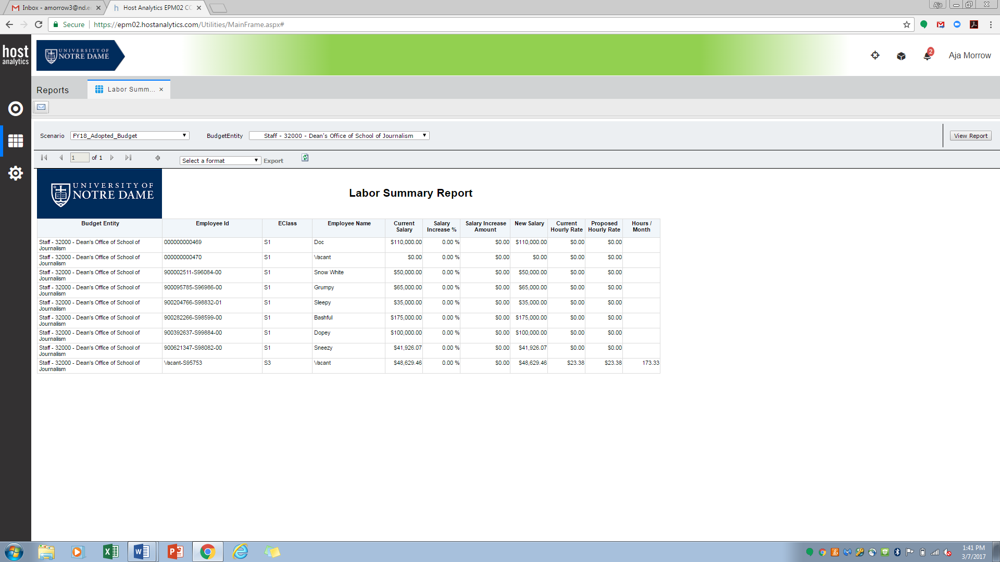 Inbox - amorrow3@nd.e
Host Analytics EPM02 CC
Aja
Secure
https://epm02.hostanalytics.com/Utilities/MainFrame.aspx#
host
analytics
UNIVERSITY OF
NOTRE DAME
2
Aja Morrow
Reports
Labor Summ...
Scenario
FY18_Adopted_Budget
BudgetEntity
Staff - 32000 - Dean's Office of School of Journalism
View Report
1 of 1
Select a format
Export
UNIVERSITY OF
NOTRE DAME
Labor Summary Report
Budget Entity Employee Id EClass Employee Name Current Salary Salary Increase % Salary Increase Amount New Salary Current Hourly Rate Proposed Hourly Rate Hours / Month
Staff - 32000 - Dean's Office of School of Journalism 000000000469 S1 Doc $110,000.00 0.00 % $0.00 $110,000.00 $0.00 $0.00
Staff - 32000 - Dean's Office of School of Journalism 000000000470 S1 Vacant $0.00 0.00 % $0.00 $0.00 $0.00 $0.00
Staff - 32000 - Dean's Office of School of Journalism 900002511-S96084-00 S1 Snow White $50,000.00 0.00 % $0.00 $50,000.00 $0.00 $0.00
Staff - 32000 - Dean's Office of School of Journalism 900095785-S96986-00 S1 Grumpy $65,000.00 0.00 % $0.00 $65,000.00 $0.00 $0.00
Staff - 32000 - Dean's Office of School of Journalism 900204766-S98832-01 S1 Sleepy $35,000.00 0.00 % $0.00 $35,000.00 $0.00 $0.00
Staff - 32000 - Dean's Office of School of Journalism 900282266-S98599-00 S1 Bashful $175,000.00 0.00 % $0.00 $175,000.00 $0.00 $0.00
Staff - 32000 - Dean's Office of School of Journalism 900392637-S99884-00 S1 Dopey $100,000.00 0.00 % $0.00 $100,000.00 $0.00 $0.00
Staff - 32000 - Dean's Office of School of Journalism 900621347-S98082-00 S1 Sneezy $41,926.07 0.00 % $0.00 $41,926.07 $0.00 $0.00
Staff - 32000 - Dean's Office of School of Journalism Vacant-S95753 S3 Vacant $48,629.46 0.00 % $0.00 $48,629.46 $23.38 $23.38 173.33
1:41 PM
3/7/2017